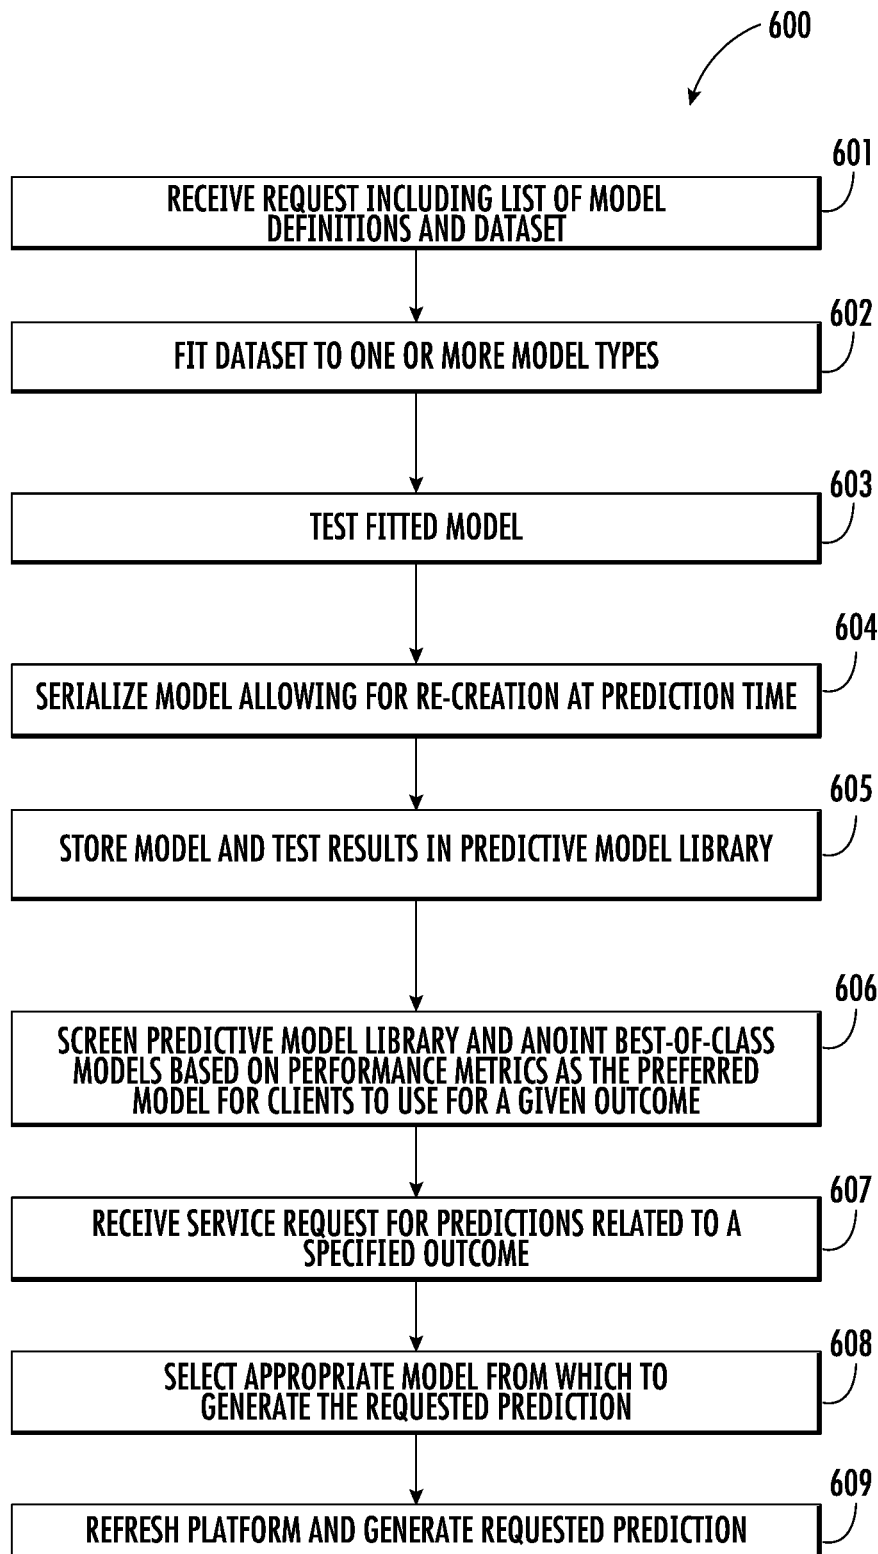 600
601
RECEIVE REQUEST INCLUDING LIST OF MODEL
DEFINITIONS AND DATASET
602
FIT DATASET TO ONE OR MORE MODEL TYPES
603
TEST FITTED MODEL
604
SERIALIZE MODEL ALLOWING FOR RE-CREATION AT PREDICTION TIME
605
STORE MODEL AND TEST RESULTS IN PREDICTIVE MODEL LIBRARY
606
SCREEN PREDICTIVE MODEL LIBRARY AND ANOINT BEST-OF-CLASS
MODELS BASED ON PERFORMANCE METRICS AS THE PREFERRED
MODEL FOR CLIENTS TO USE FOR A GIVEN OUTCOME
607
RECEIVE SERVICE REQUEST FOR PREDICTIONS RELATED TO A
SPECIFIED OUTCOME
608
SELECT APPROPRIATE MODEL FROM WHICH TO
GENERATE THE REQUESTED PREDICTION
609
REFRESH PLATFORM AND GENERATE REQUESTED PREDICTION